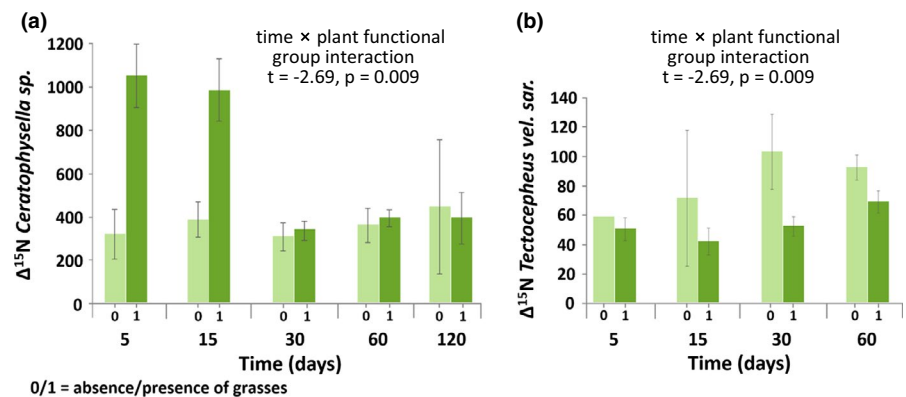 (a)
time × plant functional
group interaction
t = -2.69, p = 0.009
Δ15N Ceratophysella sp.
1200
1000
800
600
400
200
0
0 1 0 1 0 1 0 1 0 1
5 15 30 60 120
Time (days)
0/1 = absence/presence of grasses
(b)
time × plant functional
group interaction
t = -2.69, p = 0.009
Δ15N Tectocepheus vel. sar.
140
120
100
80
60
40
20
0
0 1 0 1 0 1 0 1
5 15 30 60
Time (days)